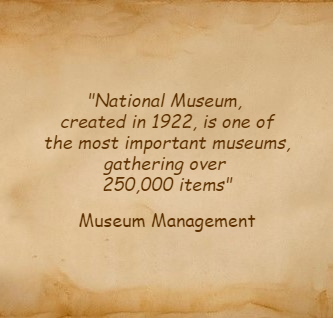 "National Museum,
created in 1922, is one of
the most important museums,
gathering over
250,000 items"
Museum Management